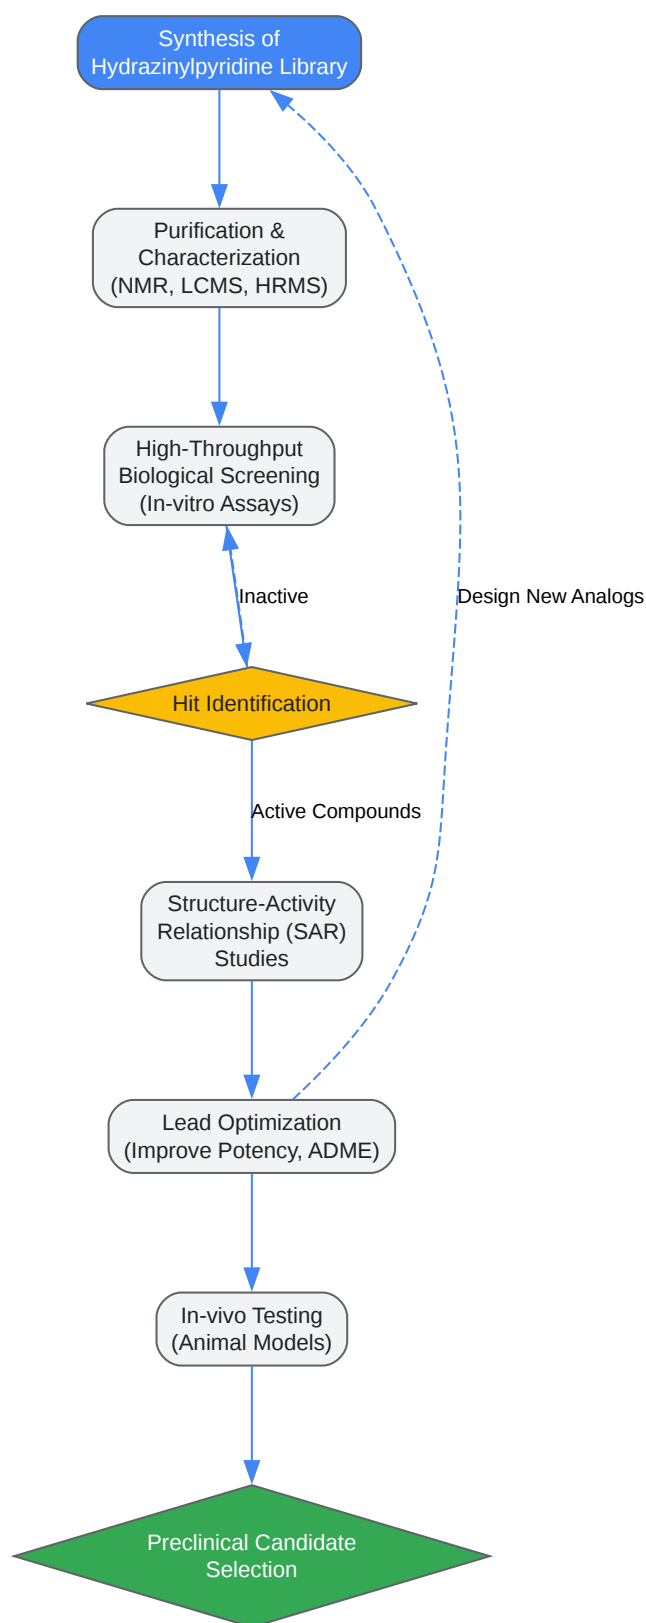 Synthesis of
Hydrazinylpyridine Library
Purification &
Characterization
(NMR, LCMS, HRMS)
High-Throughput
Biological Screening
(In-vitro Assays)
Inactive
Design New Analogs
Hit Identification
Active Compounds
Structure-Activity
Relationship (SAR)
Studies
Lead Optimization
(Improve Potency, ADME)
In-vivo Testing
(Animal Models)
Preclinical Candidate
Selection